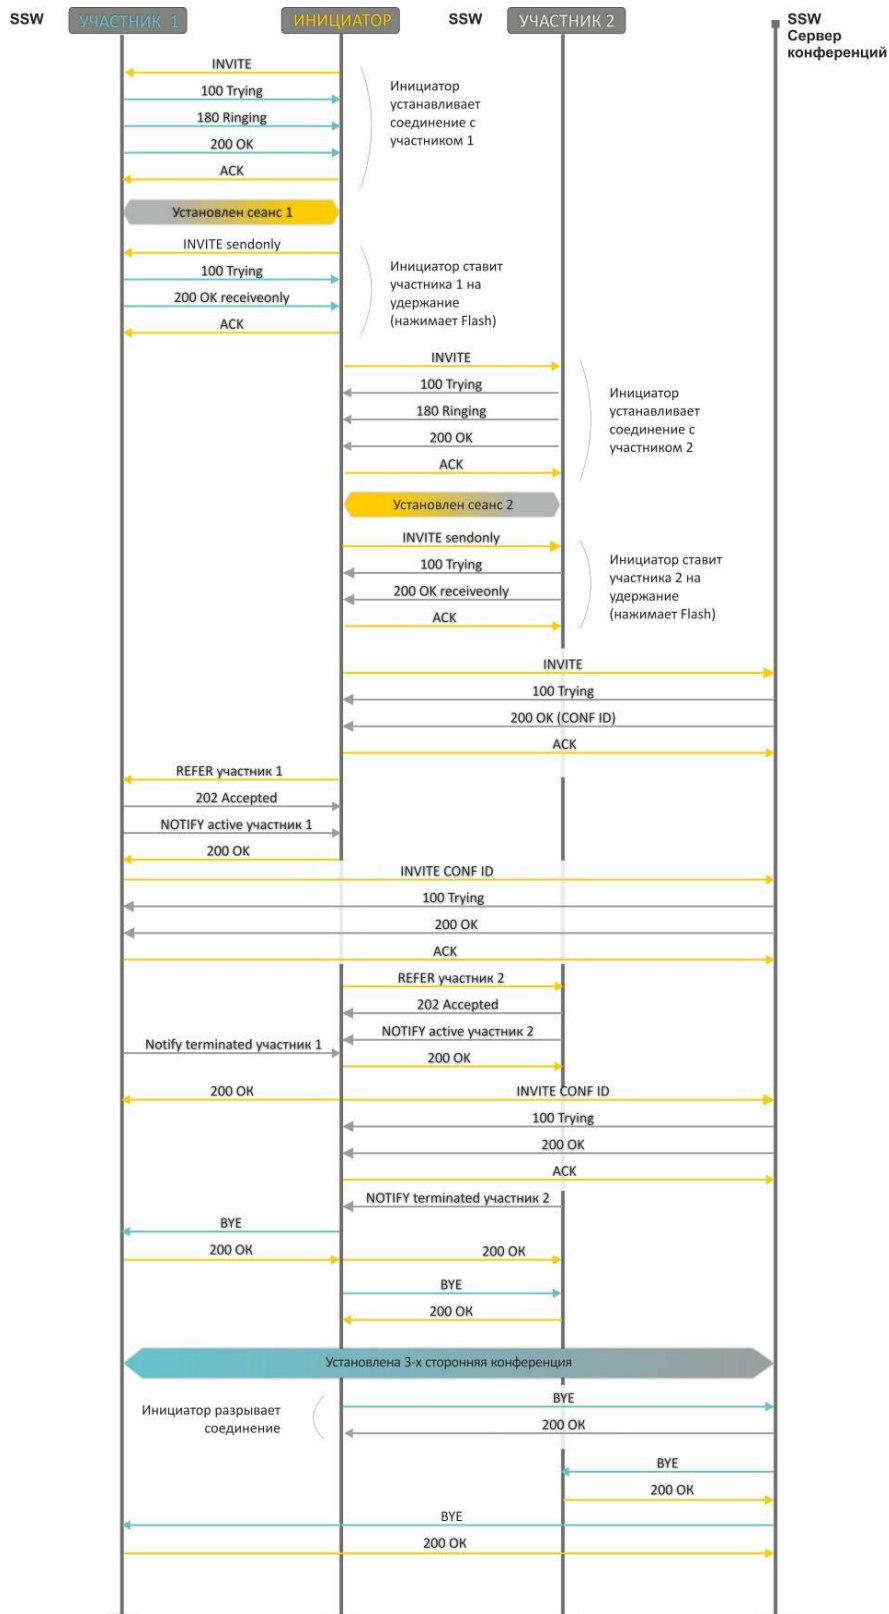 SSW
УЧАСТНИК 1
ИНИЦИАТОР
SSW
УЧАСТНИК 2
SSW
Сервер
конференций
INVITE
100 Trying
180 Ringing
200 OK
ACK
Инициатор
устанавливает
соединение с
участником 1
Установлен сеанс 1
INVITE sendonly
100 Trying
200 OK receiveonly
ACK
Инициатор ставит
участника 1 на
удержание
(нажимает Flash)
INVITE
100 Trying
180 Ringing
200 OK
ACK
Инициатор
устанавливает
соединение с
участником 2
Установлен сеанс 2
INVITE sendonly
100 Trying
200 OK receiveonly
ACK
Инициатор ставит
участника 2 на
удержание
(нажимает Flash)
INVITE
100 Trying
200 OK (CONF ID)
ACK
REFER участник 1
202 Accepted
NOTIFY active участник 1
200 OK
INVITE CONF ID
100 Trying
200 OK
ACK
REFER участник 2
202 Accepted
NOTIFY active участник 2
Notify terminated участник 1
200 OK
200 OK
INVITE CONF ID
100 Trying
200 OK
ACK
NOTIFY terminated участник 2
BYE
200 OK
200 OK
BYE
200 OK
Установлена 3-х сторонняя конференция
BYE
Инициатор разрывает
соединение
200 OK
BYE
200 OK
BYE
200 OK